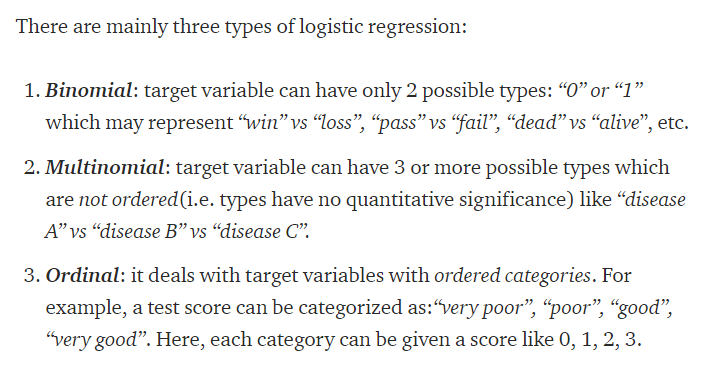 There are mainly three types of logistic regression:
1. Binomial: target variable can have only 2 possible types: “0” or “1”
which may represent “win” vs “loss”, “pass” vs “fail”, “dead” vs “alive”, etc.
2. Multinomial: target variable can have 3 or more possible types which
are not ordered(i.e. types have no quantitative significance) like “disease
A” vs “disease B” vs “disease C”.
3. Ordinal: it deals with target variables with ordered categories. For
example, a test score can be categorized as:“very poor”, “poor”, “good”,
“very good”. Here, each category can be given a score like 0, 1, 2, 3.